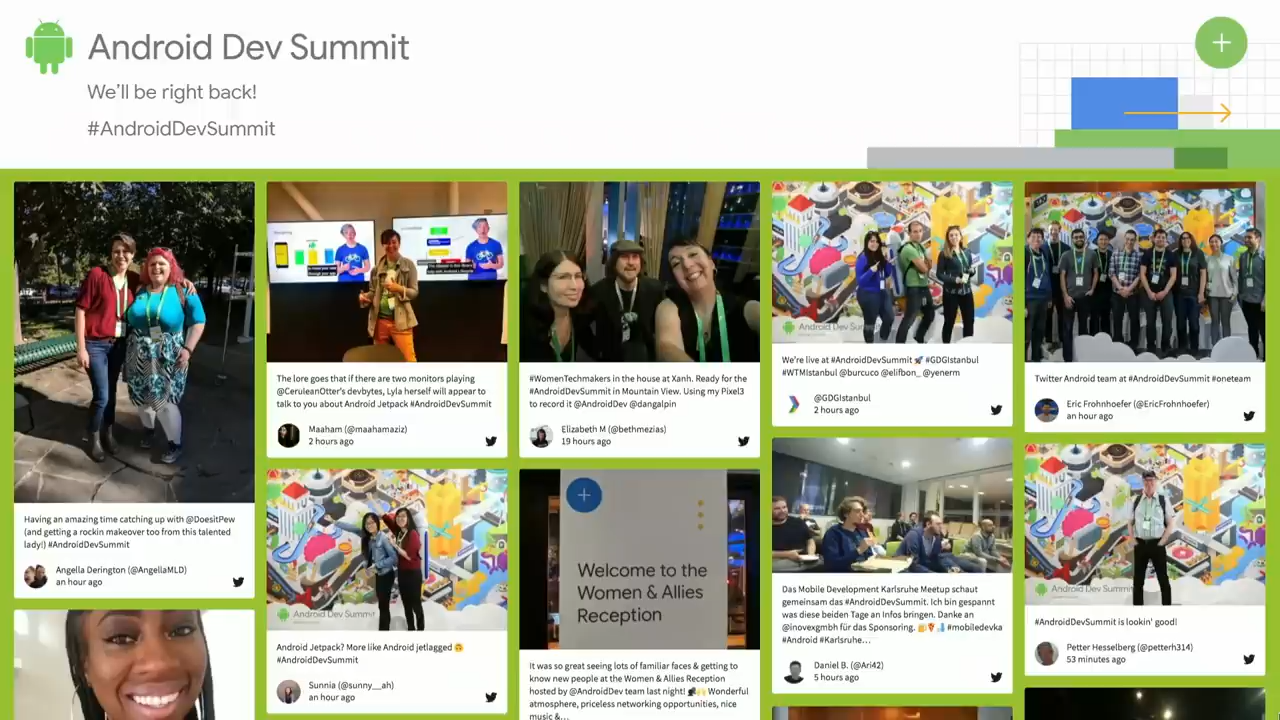 Android Dev Summit
We'll be right back!
#AndroidDevSummit
Having an amazing time catching up with @DoesitPew
(and getting a rockin makeover too from this talented
lady!) #AndroidDevSummit
Angella Derington (@AngellaMLD)
an hour ago
The lore goes that if there are two monitors playing
@CeruleanOtter's devbytes, Lyla herself will appear to
talk to you about Android Jetpack #AndroidDevSummit
Maaham (@maahamaziz)
2 hours ago
Android Dev Summit
Android Jetpack? More like Android jetlagged 🙃
#AndroidDevSummit
Sunnia (@sunny__ah)
an hour ago
#WomenTechmakers in the house at Xanh. Ready for the
#AndroidDevSummit in Mountain View. Using my Pixel3
to record it @AndroidDev @dangalpin
Elizabeth M (@bethmezias)
19 hours ago
Welcome to the
Women & Allies
Reception
It was so great seeing lots of familiar faces & getting to
know new people at the Women & Allies Reception
hosted by @AndroidDev team last night! Wonderful
atmosphere, priceless networking opportunities, nice
music &...
Android Dev Summit
We're live at #AndroidDevSummit 🚀 #GDGIstanbul
#WTMIstanbul @burcuco @elifbon_ @yenerm
@GDGIstanbul
2 hours ago
Das Mobile Development Karlsruhe Meetup schaut
gemeinsam das #AndroidDevSummit. Ich bin gespannt
was diese beiden Tage an Infos bringen. Danke an
@inovexgmbh für das Sponsoring. 🍺🍕 #mobiledevka
#Android #Karlsruhe...
Daniel B. (@Ari42)
5 hours ago
Twitter Android team at #AndroidDevSummit #oneteam
Eric Frohnhoefer (@EricFrohnhoefer)
an hour ago
Android Dev Summit
#AndroidDevSummit is lookin' good!
Petter Hesselberg (@petterh314)
53 minutes ago